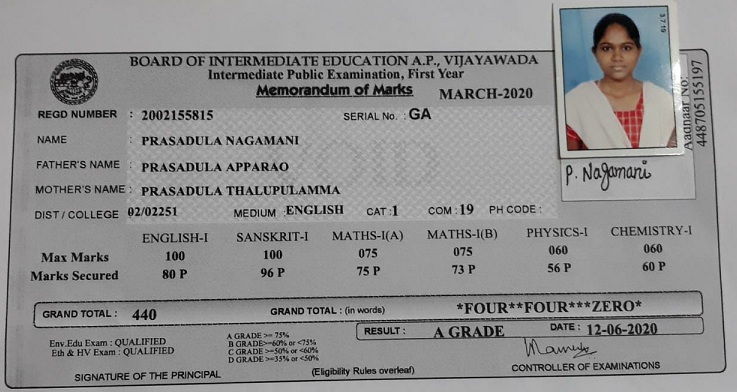 3.7.19
BOARD OF INTERMEDIATE EDUCATION A.P., VIJAYAWADA
Intermediate Public Examination, First Year
Memorandum of Marks MARCH-2020
REGD NUMBER : 2002155815 SERIAL No. : GA
NAME : PRASADULA NAGAMANI
FATHER'S NAME : PRASADULA APPARAO
MOTHER'S NAME : PRASADULA THALUPULAMMA
DIST / COLLEGE : 02/02251 MEDIUM : ENGLISH CAT : 1 COM : 19 PH CODE :
Aadhaar No:
448705155197
P. Nagamani
ENGLISH-I SANSKRIT-I MATHS-I(A) MATHS-I(B) PHYSICS-I CHEMISTRY-I
Max Marks 100 100 075 075 060 060
Marks Secured 80 P 96 P 75 P 73 P 56 P 60 P
GRAND TOTAL : 440 GRAND TOTAL : (in words) *FOUR**FOUR***ZERO*
RESULT : A GRADE DATE : 12-06-2020
Env.Edu Exam : QUALIFIED
Eth & HV Exam : QUALIFIED
A GRADE >= 75%
B GRADE>=60% or <75%
C GRADE >=50% or <60%
D GRADE >=35% or <50%
SIGNATURE OF THE PRINCIPAL (Eligibility Rules overleaf) CONTROLLER OF EXAMINATIONS